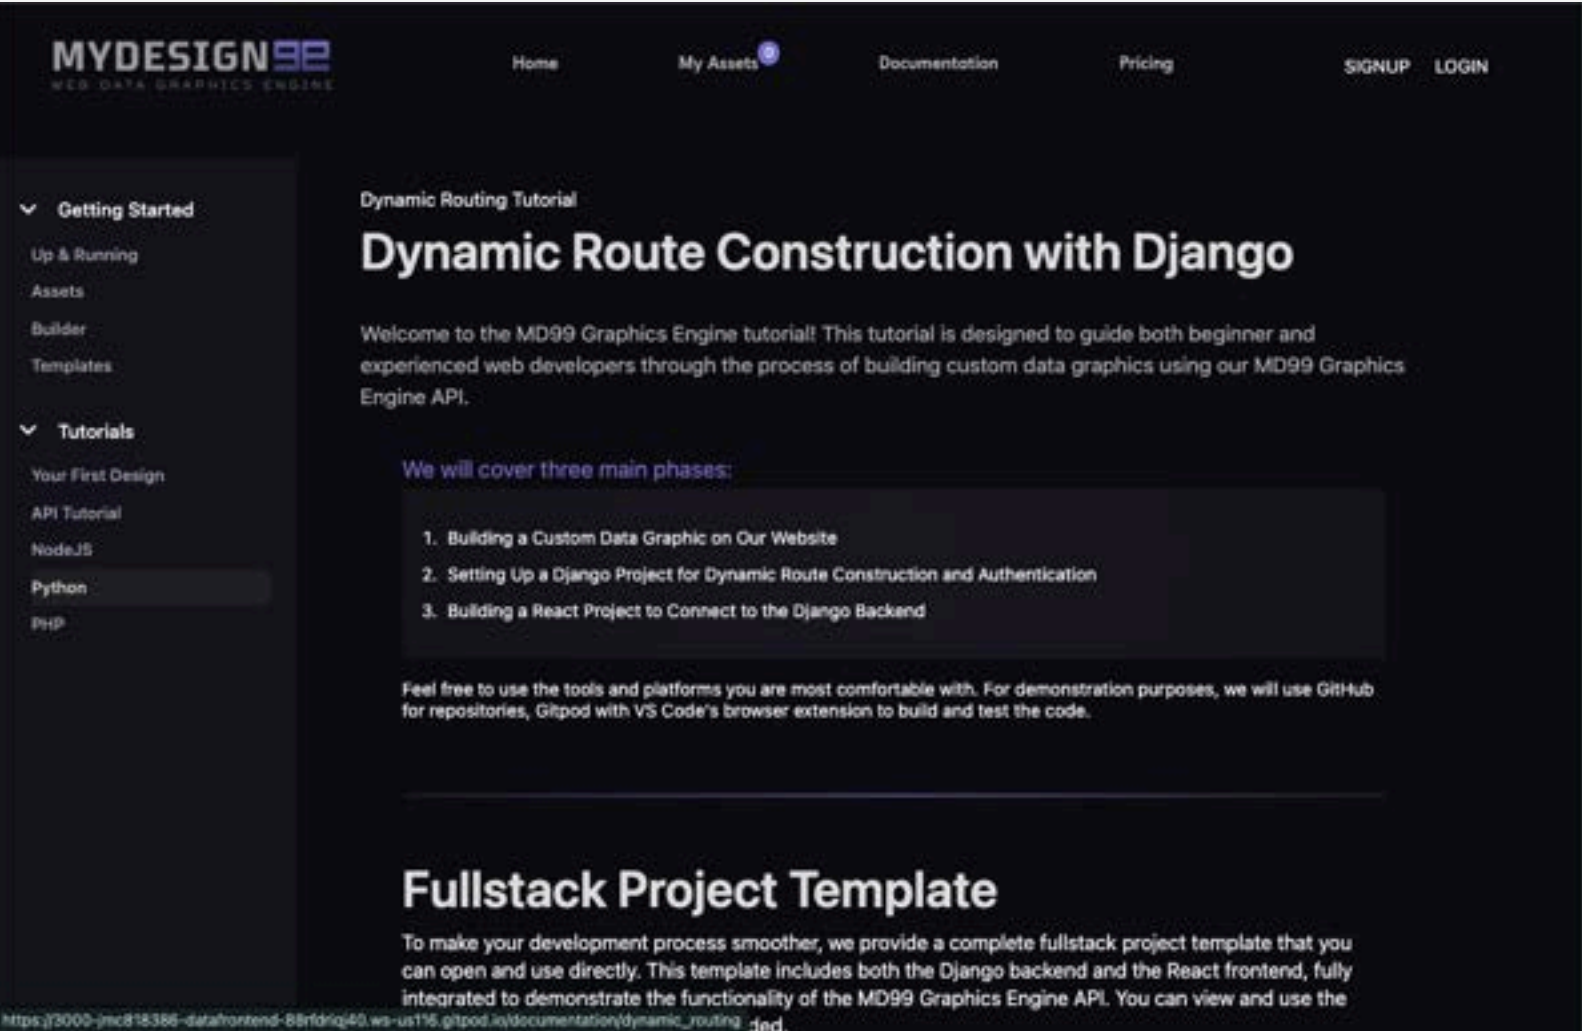 MYDESIGN99
WEB DATA GRAPHICS ENGINE
Home
My Assets 0
Documentation
Pricing
SIGNUP
LOGIN
Getting Started
Up & Running
Assets
Builder
Templates
Tutorials
Your First Design
API Tutorial
NodeJS
Python
PHP
Dynamic Routing Tutorial
Dynamic Route Construction with Django
Welcome to the MD99 Graphics Engine tutorial! This tutorial is designed to guide both beginner and
experienced web developers through the process of building custom data graphics using our MD99 Graphics
Engine API.
We will cover three main phases:
1. Building a Custom Data Graphic on Our Website
2. Setting Up a Django Project for Dynamic Route Construction and Authentication
3. Building a React Project to Connect to the Django Backend
Feel free to use the tools and platforms you are most comfortable with. For demonstration purposes, we will use GitHub
for repositories, Gitpod with VS Code's browser extension to build and test the code.
Fullstack Project Template
To make your development process smoother, we provide a complete fullstack project template that you
can open and use directly. This template includes both the Django backend and the React frontend, fully
integrated to demonstrate the functionality of the MD99 Graphics Engine API. You can view and use the
ded.